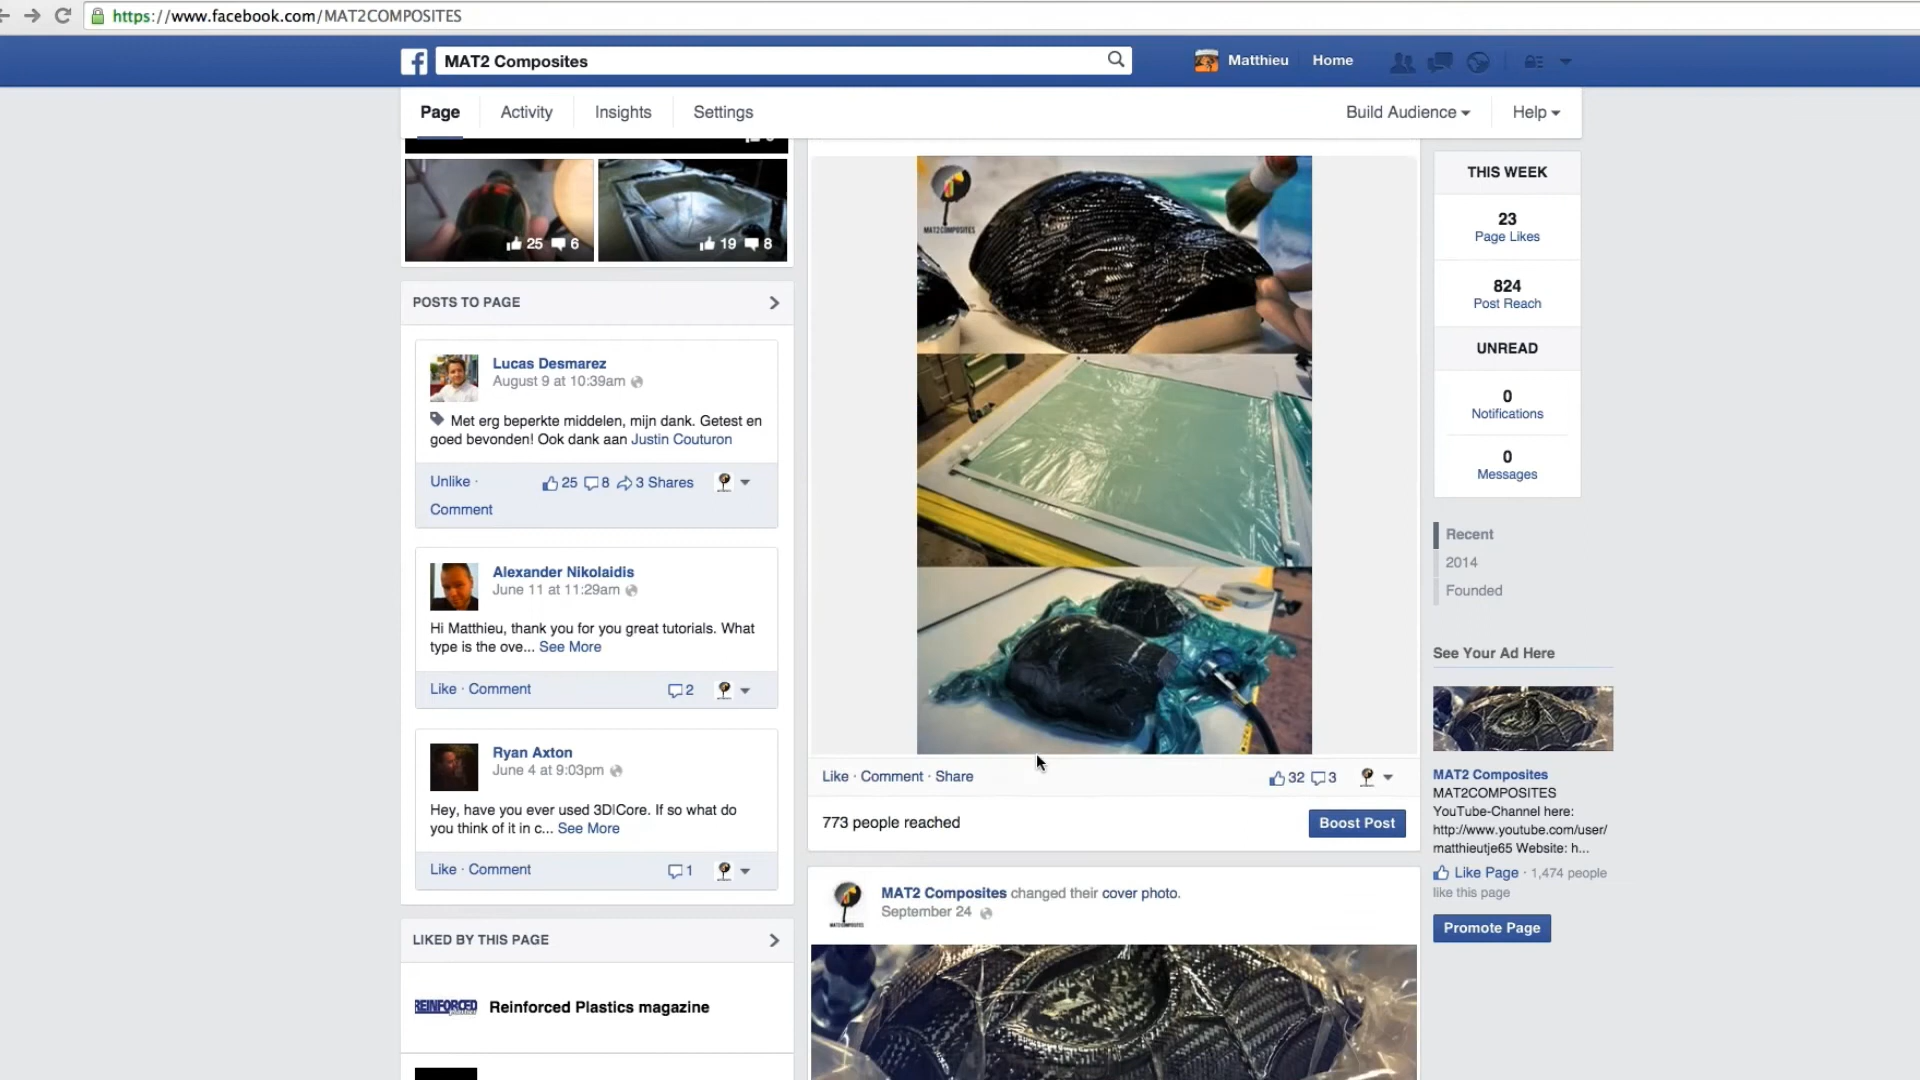 https://www.facebook.com/MAT2COMPOSITES
MAT2 Composites
Matthieu
Home
Page
Activity
Insights
Settings
Build Audience
Help
25
6
19
8
POSTS TO PAGE
Lucas Desmarez
August 9 at 10:39am
Met erg beperkte middelen, mijn dank. Getest en
goed bevonden! Ook dank aan Justin Couturon
Unlike ·
25 8 3 Shares
Comment
Alexander Nikolaidis
June 11 at 11:29am
Hi Matthieu, thank you for you great tutorials. What
type is the ove... See More
Like · Comment
2
Ryan Axton
June 4 at 9:03pm
Hey, have you ever used 3D|Core. If so what do
you think of it in c... See More
Like · Comment
1
LIKED BY THIS PAGE
REINFORCED
Reinforced Plastics magazine
MAT2COMPOSITES
Like · Comment · Share
32 3
773 people reached
Boost Post
MAT2 Composites changed their cover photo.
September 24
MAT2COMPOSITES
THIS WEEK
23
Page Likes
824
Post Reach
UNREAD
0
Notifications
0
Messages
Recent
2014
Founded
See Your Ad Here
MAT2 Composites
MAT2COMPOSITES
YouTube-Channel here:
http://www.youtube.com/user/
matthieutje65 Website: h...
Like Page · 1,474 people
like this page
Promote Page